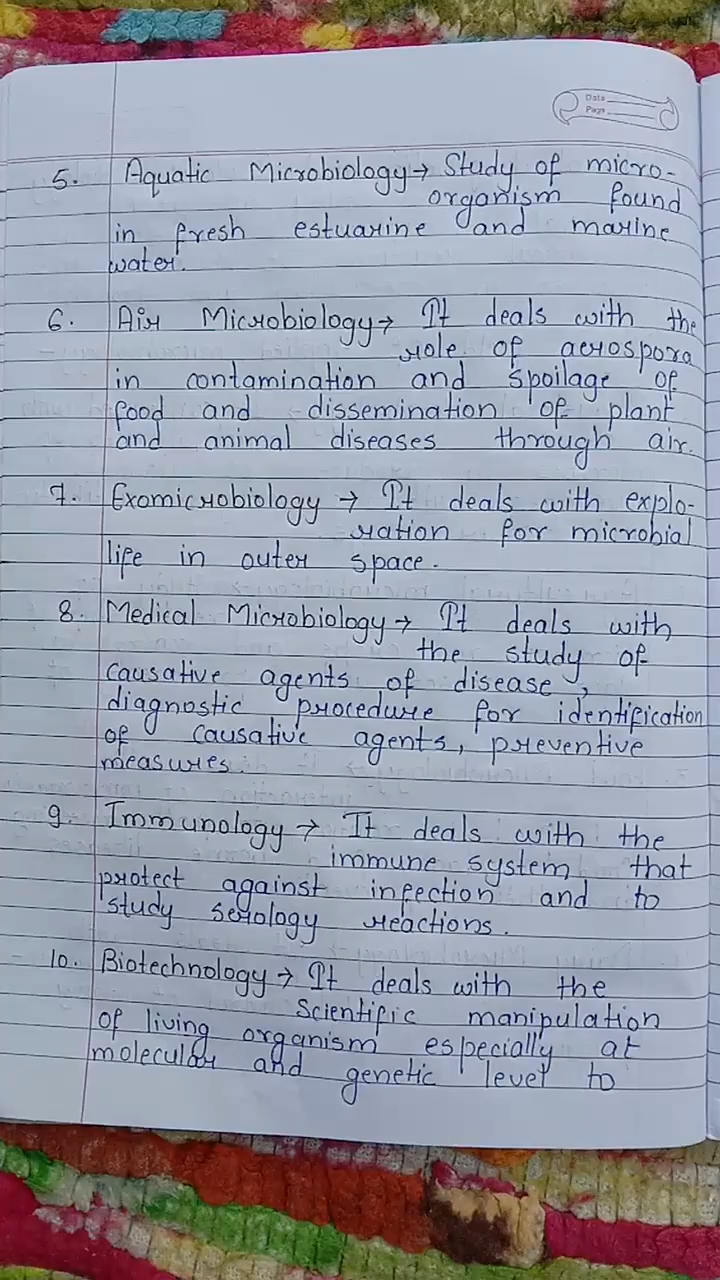 Date
Page
5. Aquatic Microbiology → Study of micro-
organism found
in fresh estuarine and marine
water.
6. Air Microbiology → It deals with the
role of aerospora
in contamination and spoilage of
food and dissemination of plant
and animal diseases through air.
7. Exomicrobiology → It deals with explo-
ration for microbial
life in outer space.
8. Medical Microbiology → It deals with
the study of
causative agents of disease,
diagnostic procedure for identification
of causative agents, preventive
measures.
9. Immunology → It deals with the
immune system that
protect against infection and to
study serology reactions.
10. Biotechnology → It deals with the
Scientific manipulation
of living organism especially at
molecular and genetic level to